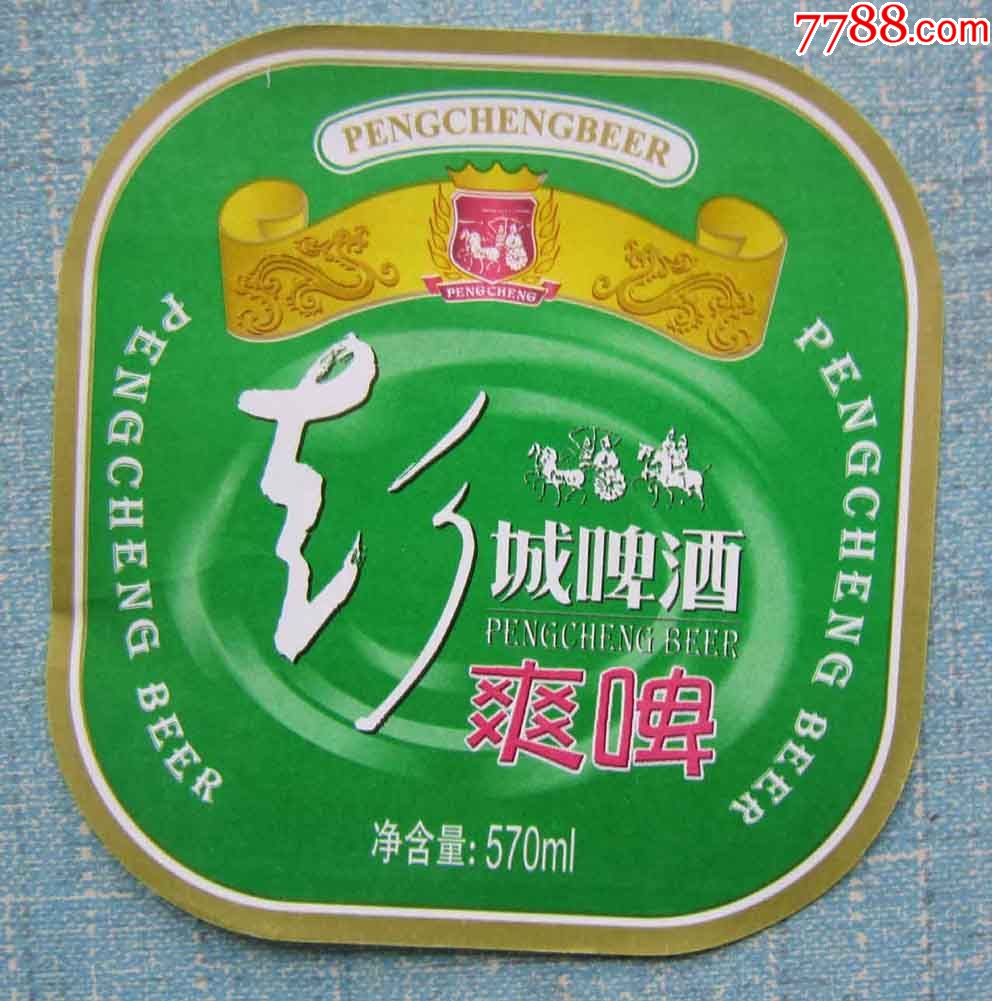 7788.com
PENGCHENGBEER
PENGCHENG
PENGCHENG BEER
PENGCHENG BEER
彭
城啤酒
PENGCHENG BEER
爽啤
净含量:570ml